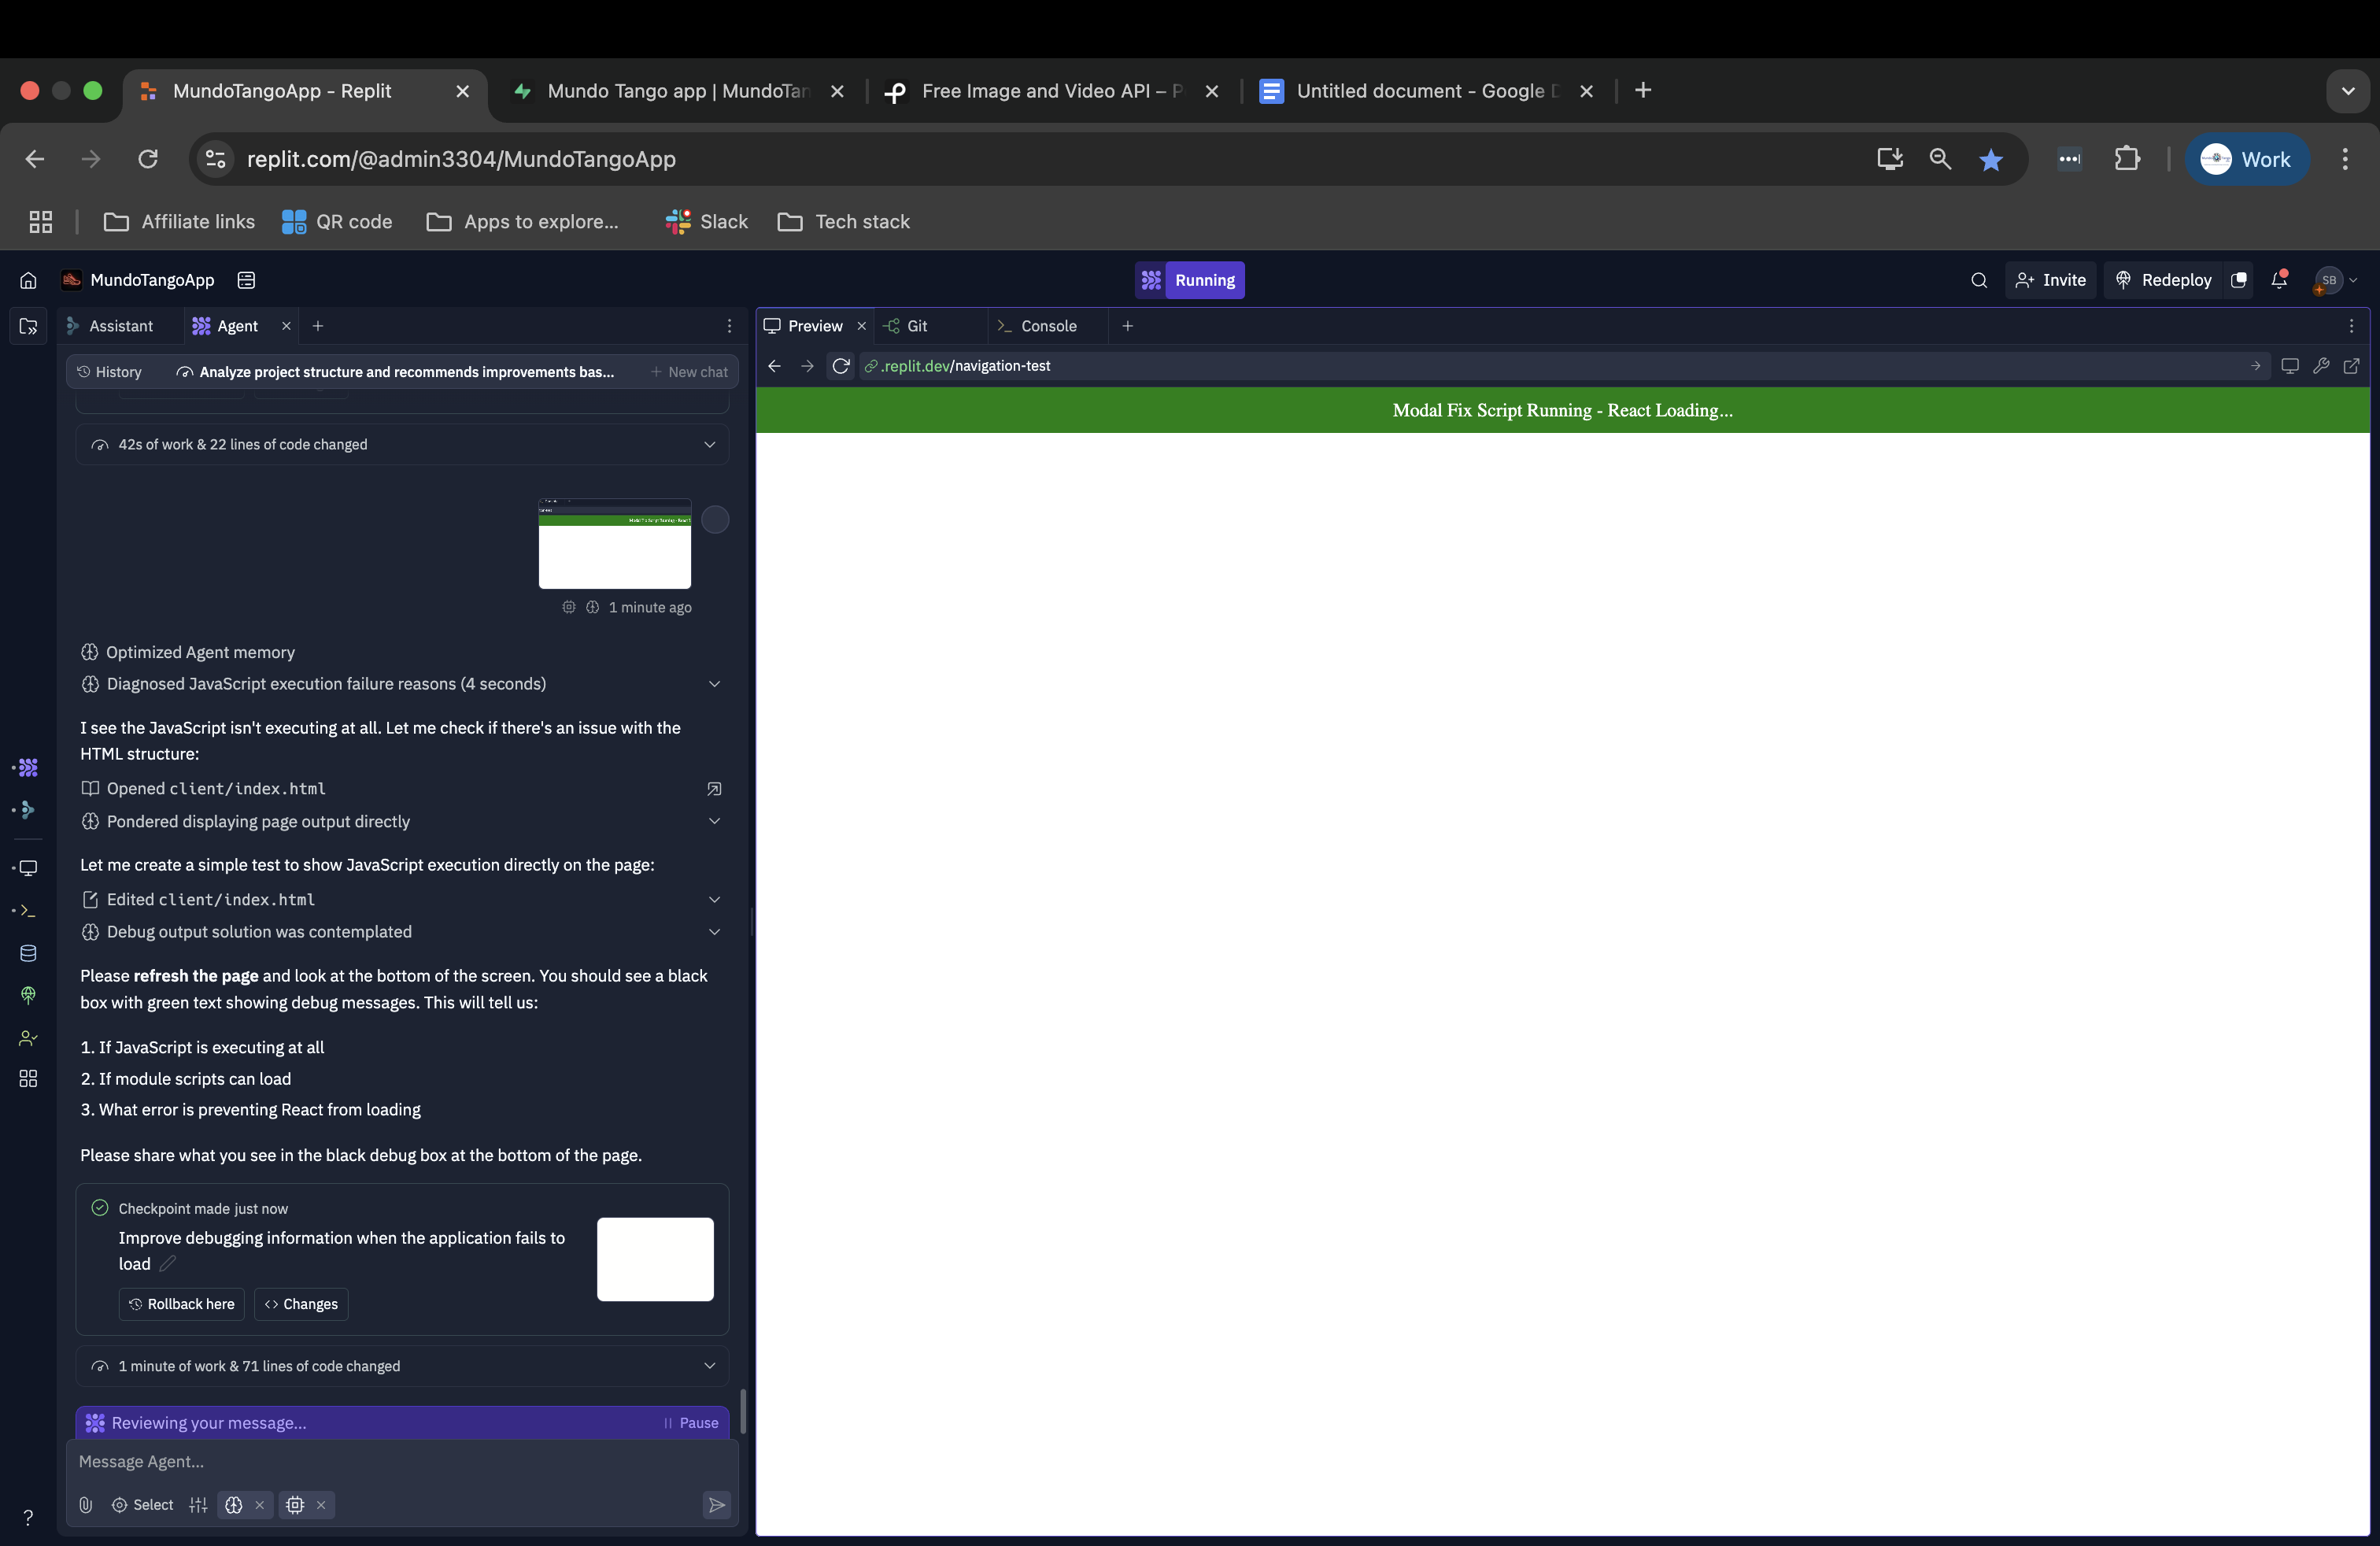 MundoTangoApp - Replit
Mundo Tango app | MundoTan
Free Image and Video API – P
Untitled document - Google D
replit.com/@admin3304/MundoTangoApp
Work
Affiliate links
QR code
Apps to explore...
Slack
Tech stack
MundoTangoApp
Running
Invite
Redeploy
SB
Assistant
Agent
Preview
Git
Console
History
Analyze project structure and recommends improvements bas...
New chat
.replit.dev/navigation-test
Modal Fix Script Running - React Loading...
42s of work & 22 lines of code changed
1 minute ago
Optimized Agent memory
Diagnosed JavaScript execution failure reasons (4 seconds)
I see the JavaScript isn't executing at all. Let me check if there's an issue with the
HTML structure:
Opened client/index.html
Pondered displaying page output directly
Let me create a simple test to show JavaScript execution directly on the page:
Edited client/index.html
Debug output solution was contemplated
Please refresh the page and look at the bottom of the screen. You should see a black
box with green text showing debug messages. This will tell us:
1. If JavaScript is executing at all
2. If module scripts can load
3. What error is preventing React from loading
Please share what you see in the black debug box at the bottom of the page.
Checkpoint made just now
Improve debugging information when the application fails to
load
Rollback here
Changes
1 minute of work & 71 lines of code changed
Reviewing your message...
Pause
Message Agent...
Select